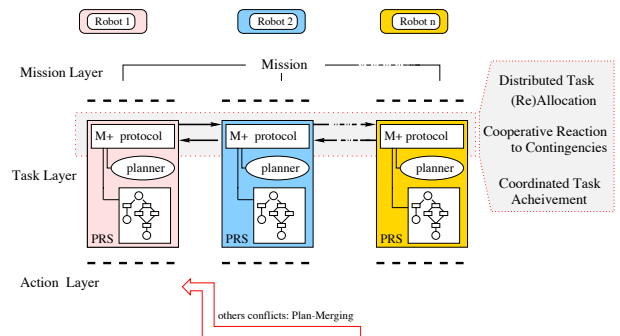 Robot 1
Robot 2
Robot n
Mission Layer
Mission
Distributed Task
(Re)Allocation
M+ protocol
M+ protocol
M+ protocol
Cooperative Reaction
to Contingencies
Task Layer
planner
planner
planner
Coordinated Task
Acheivement
PRS
PRS
PRS
Action Layer
others conflicts: Plan-Merging